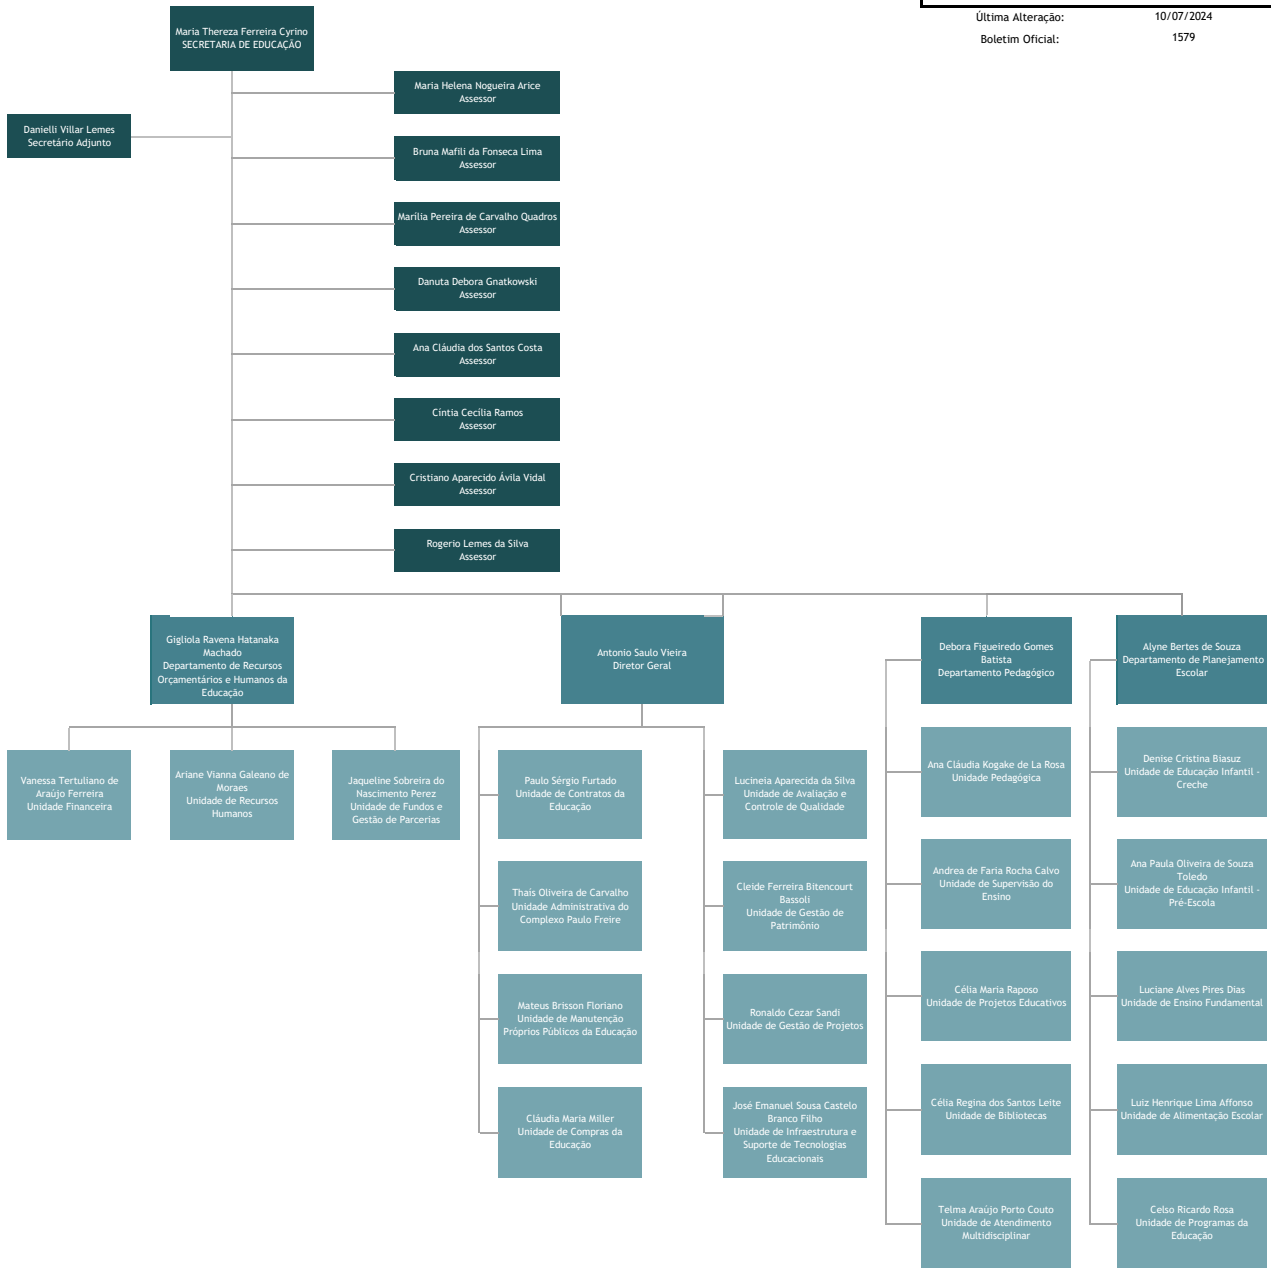 Última Alteração: 10/07/2024
Boletim Oficial: 1579
Maria Thereza Ferreira Cyrino
SECRETARIA DE EDUCAÇÃO
Danielli Villar Lemes
Secretário Adjunto
Maria Helena Nogueira Arice
Assessor
Bruna Mafili da Fonseca Lima
Assessor
Marília Pereira de Carvalho Quadros
Assessor
Danuta Debora Gnatkowski
Assessor
Ana Cláudia dos Santos Costa
Assessor
Cíntia Cecília Ramos
Assessor
Cristiano Aparecido Ávila Vidal
Assessor
Rogerio Lemes da Silva
Assessor
Gigliola Ravena Hatanaka
Machado
Departamento de Recursos
Orçamentários e Humanos da
Educação
Antonio Saulo Vieira
Diretor Geral
Debora Figueiredo Gomes
Batista
Departamento Pedagógico
Alyne Bertes de Souza
Departamento de Planejamento
Escolar
Vanessa Tertuliano de
Araújo Ferreira
Unidade Financeira
Ariane Vianna Galeano de
Moraes
Unidade de Recursos
Humanos
Jaqueline Sobreira do
Nascimento Perez
Unidade de Fundos e
Gestão de Parcerias
Paulo Sérgio Furtado
Unidade de Contratos da
Educação
Lucineia Aparecida da Silva
Unidade de Avaliação e
Controle de Qualidade
Ana Cláudia Kogake de La Rosa
Unidade Pedagógica
Denise Cristina Biasuz
Unidade de Educação Infantil -
Creche
Thaís Oliveira de Carvalho
Unidade Administrativa do
Complexo Paulo Freire
Cleide Ferreira Bitencourt
Bassoli
Unidade de Gestão de
Patrimônio
Andrea de Faria Rocha Calvo
Unidade de Supervisão do
Ensino
Ana Paula Oliveira de Souza
Toledo
Unidade de Educação Infantil -
Pré-Escola
Mateus Brisson Floriano
Unidade de Manutenção
Próprios Públicos da Educação
Ronaldo Cezar Sandi
Unidade de Gestão de Projetos
Célia Maria Raposo
Unidade de Projetos Educativos
Luciane Alves Pires Dias
Unidade de Ensino Fundamental
Cláudia Maria Miller
Unidade de Compras da
Educação
José Emanuel Sousa Castelo
Branco Filho
Unidade de Infraestrutura e
Suporte de Tecnologias
Educacionais
Célia Regina dos Santos Leite
Unidade de Bibliotecas
Luiz Henrique Lima Affonso
Unidade de Alimentação Escolar
Telma Araújo Porto Couto
Unidade de Atendimento
Multidisciplinar
Celso Ricardo Rosa
Unidade de Programas da
Educação